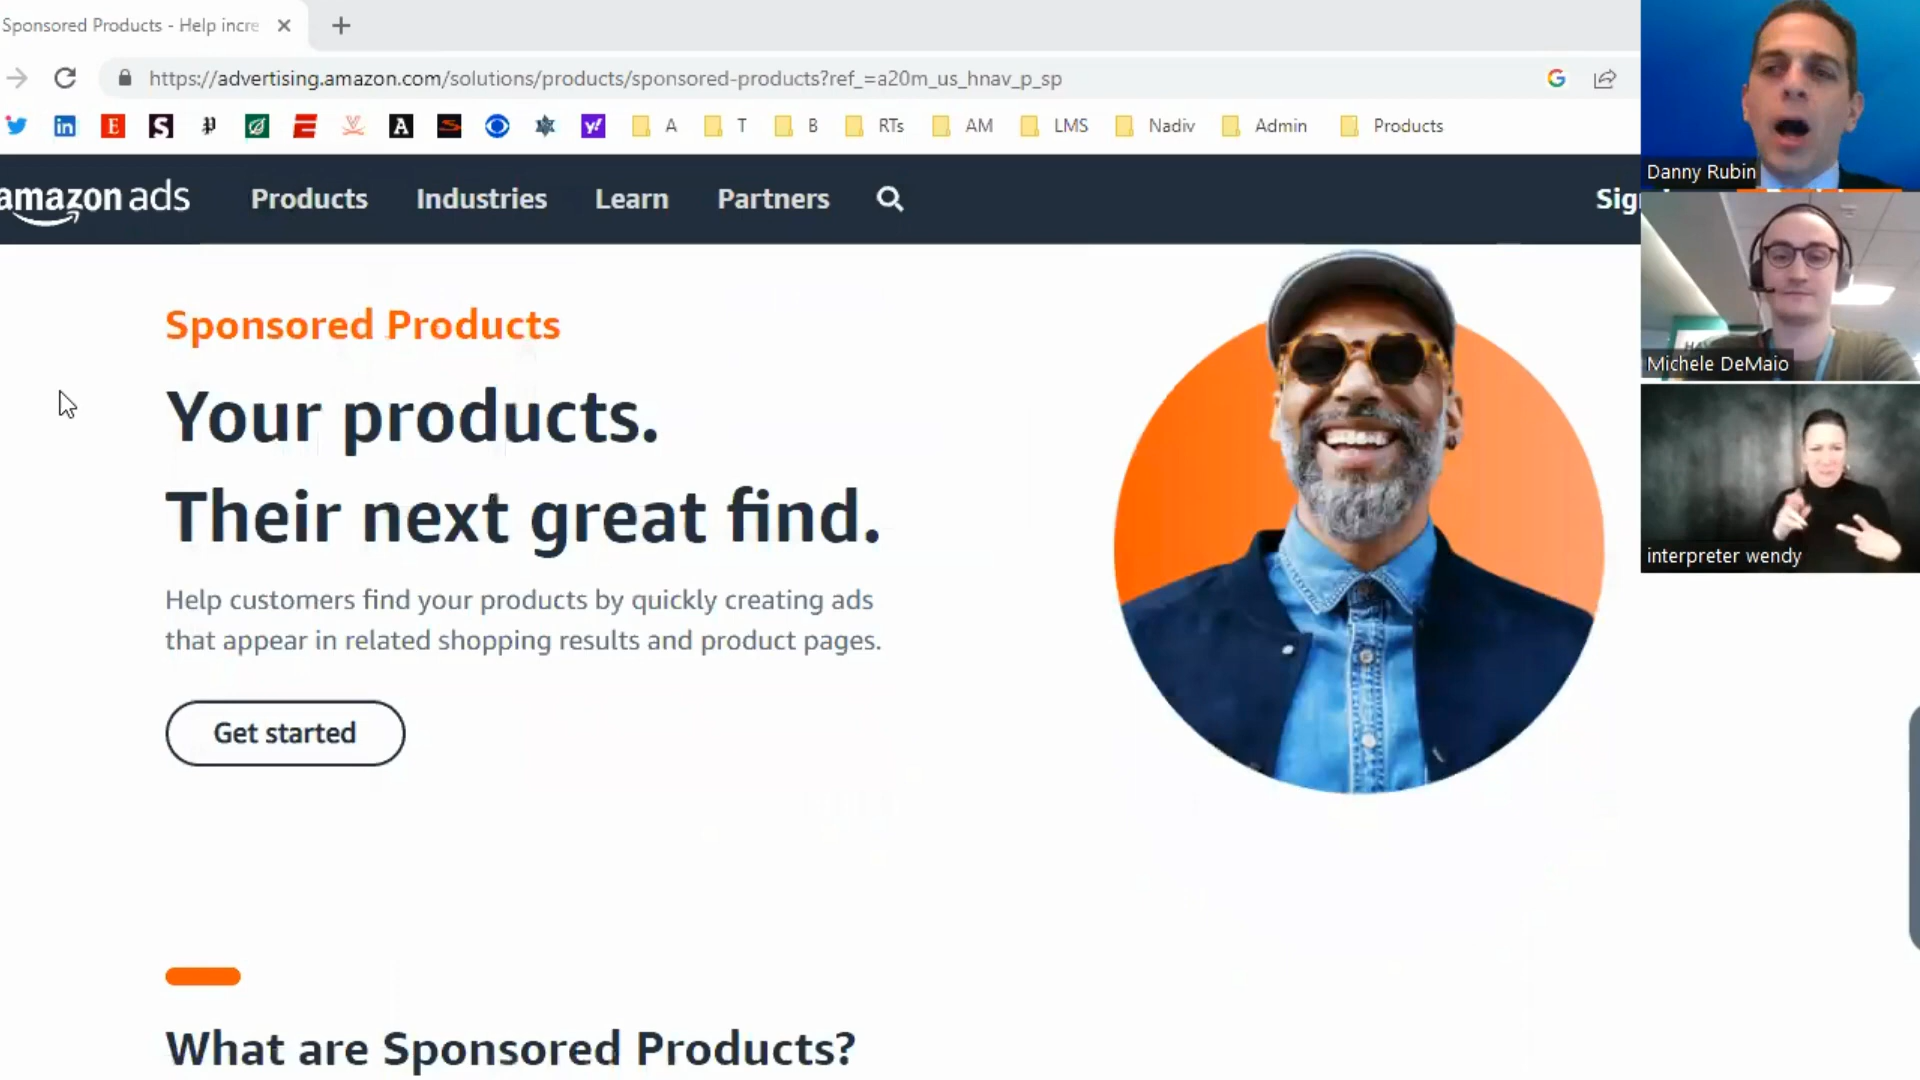 Sponsored Products - Help incre
https://advertising.amazon.com/solutions/products/sponsored-products?ref_=a20m_us_hnav_p_sp
A T B RTs AM LMS Nadiv Admin Products
amazon ads Products Industries Learn Partners
Sponsored Products
Your products.
Their next great find.
Help customers find your products by quickly creating ads
that appear in related shopping results and product pages.
Get started
What are Sponsored Products?
Danny Rubin
Michele DeMaio
interpreter wendy